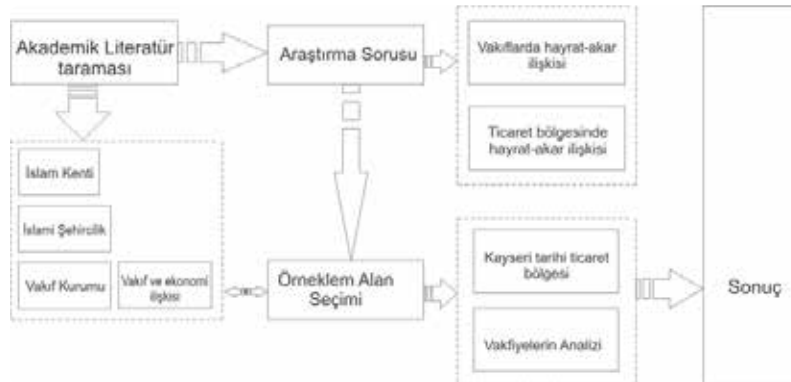 Akademik Literatür
taraması
Araştırma Sorusu
Vakıflarda hayrat-akar
ilişkisi
Ticaret bölgesinde
hayrat-akar ilişkisi
İslam Kenti
İslami Şehircilik
Vakıf Kurumu
Vakıf ve ekonomi
ilişkisi
Örneklem Alan
Seçimi
Kayseri tarihi ticaret
bölgesi
Vakfiyelerin Analizi
Sonuç